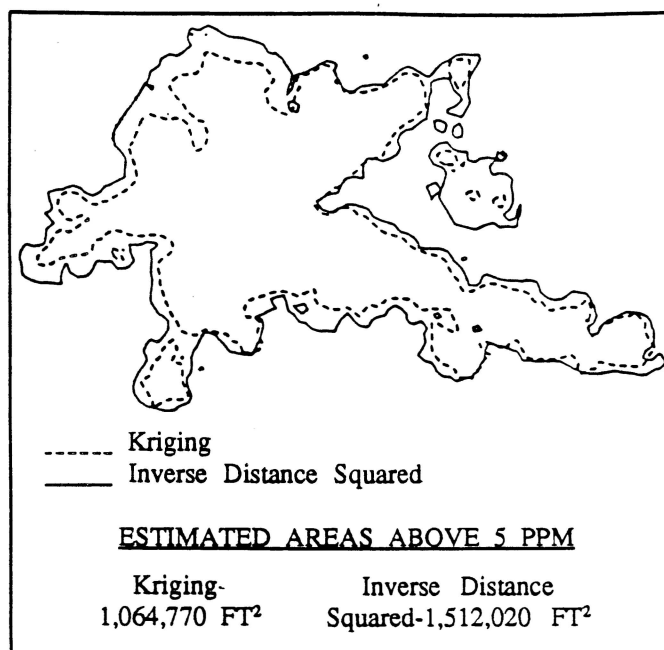 Kriging
Inverse Distance Squared
ESTIMATED AREAS ABOVE 5 PPM
Kriging- Inverse Distance
1,064,770 FT² Squared-1,512,020 FT²